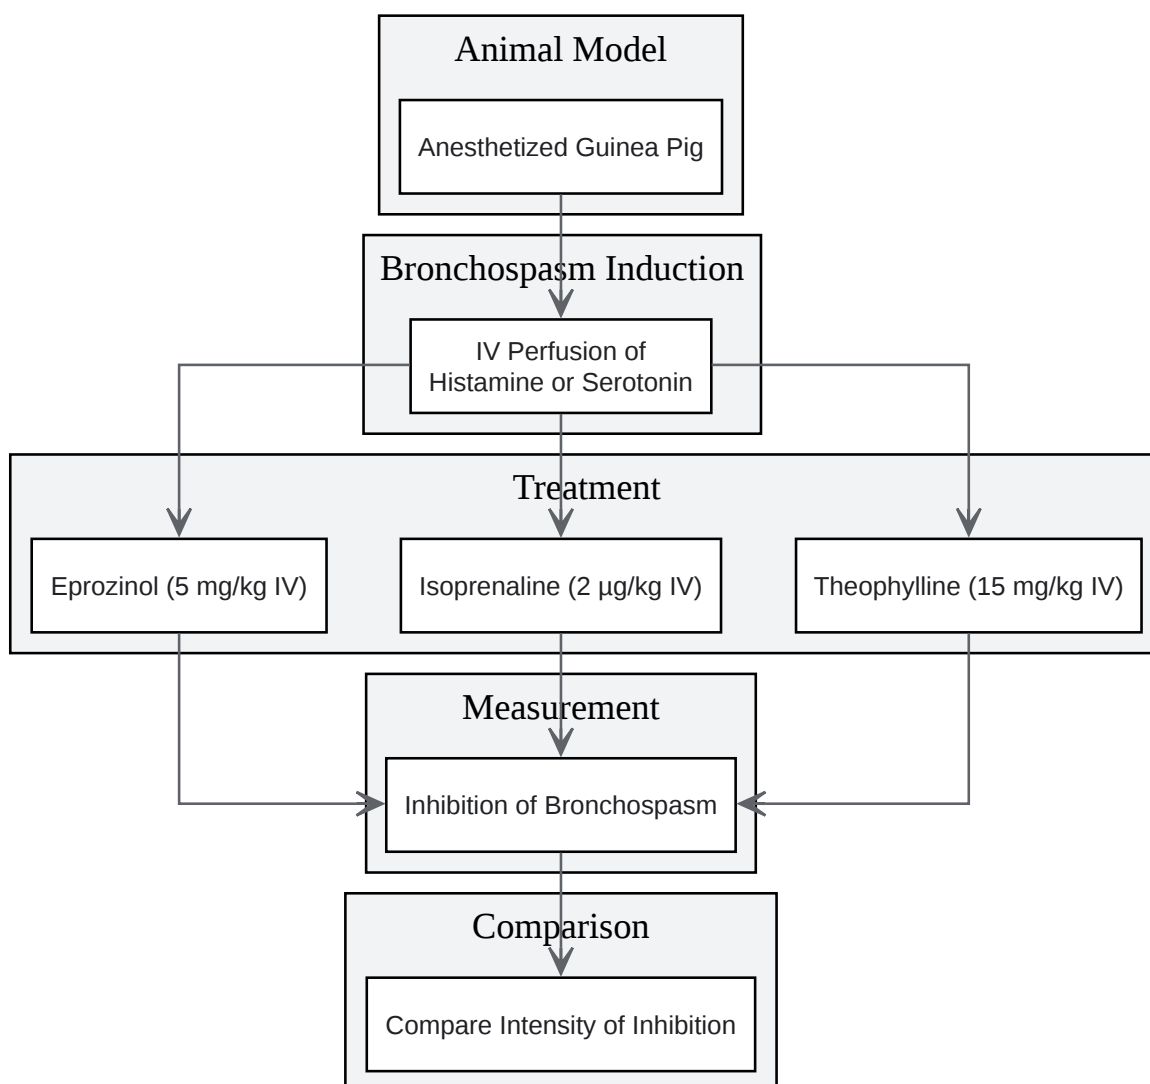 Animal Model
Anesthetized Guinea Pig
Bronchospasm Induction
IV Perfusion of
Histamine or Serotonin
Treatment
Eprozinol (5 mg/kg IV)
Isoprenaline (2 µg/kg IV)
Theophylline (15 mg/kg IV)
Measurement
Inhibition of Bronchospasm
Comparison
Compare Intensity of Inhibition